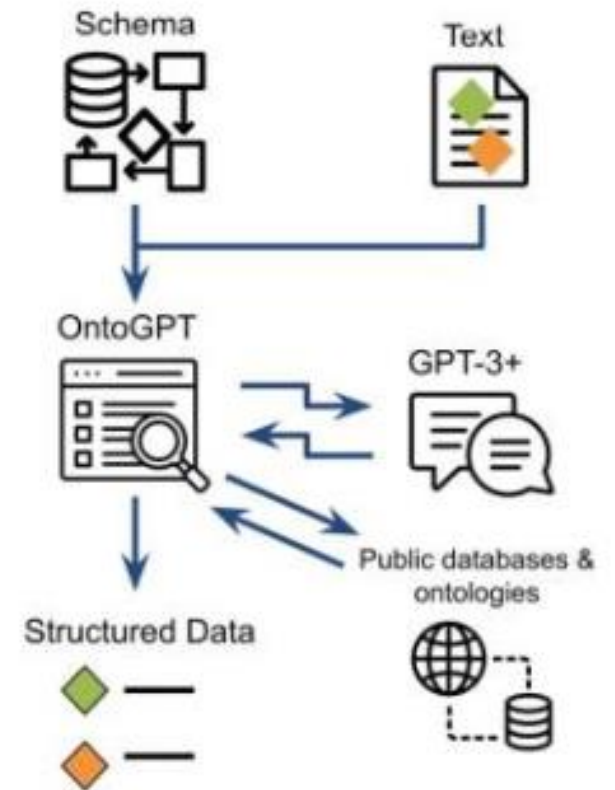 Schema
Text
OntoGPT
GPT-3+
Public databases &
ontologies
Structured Data